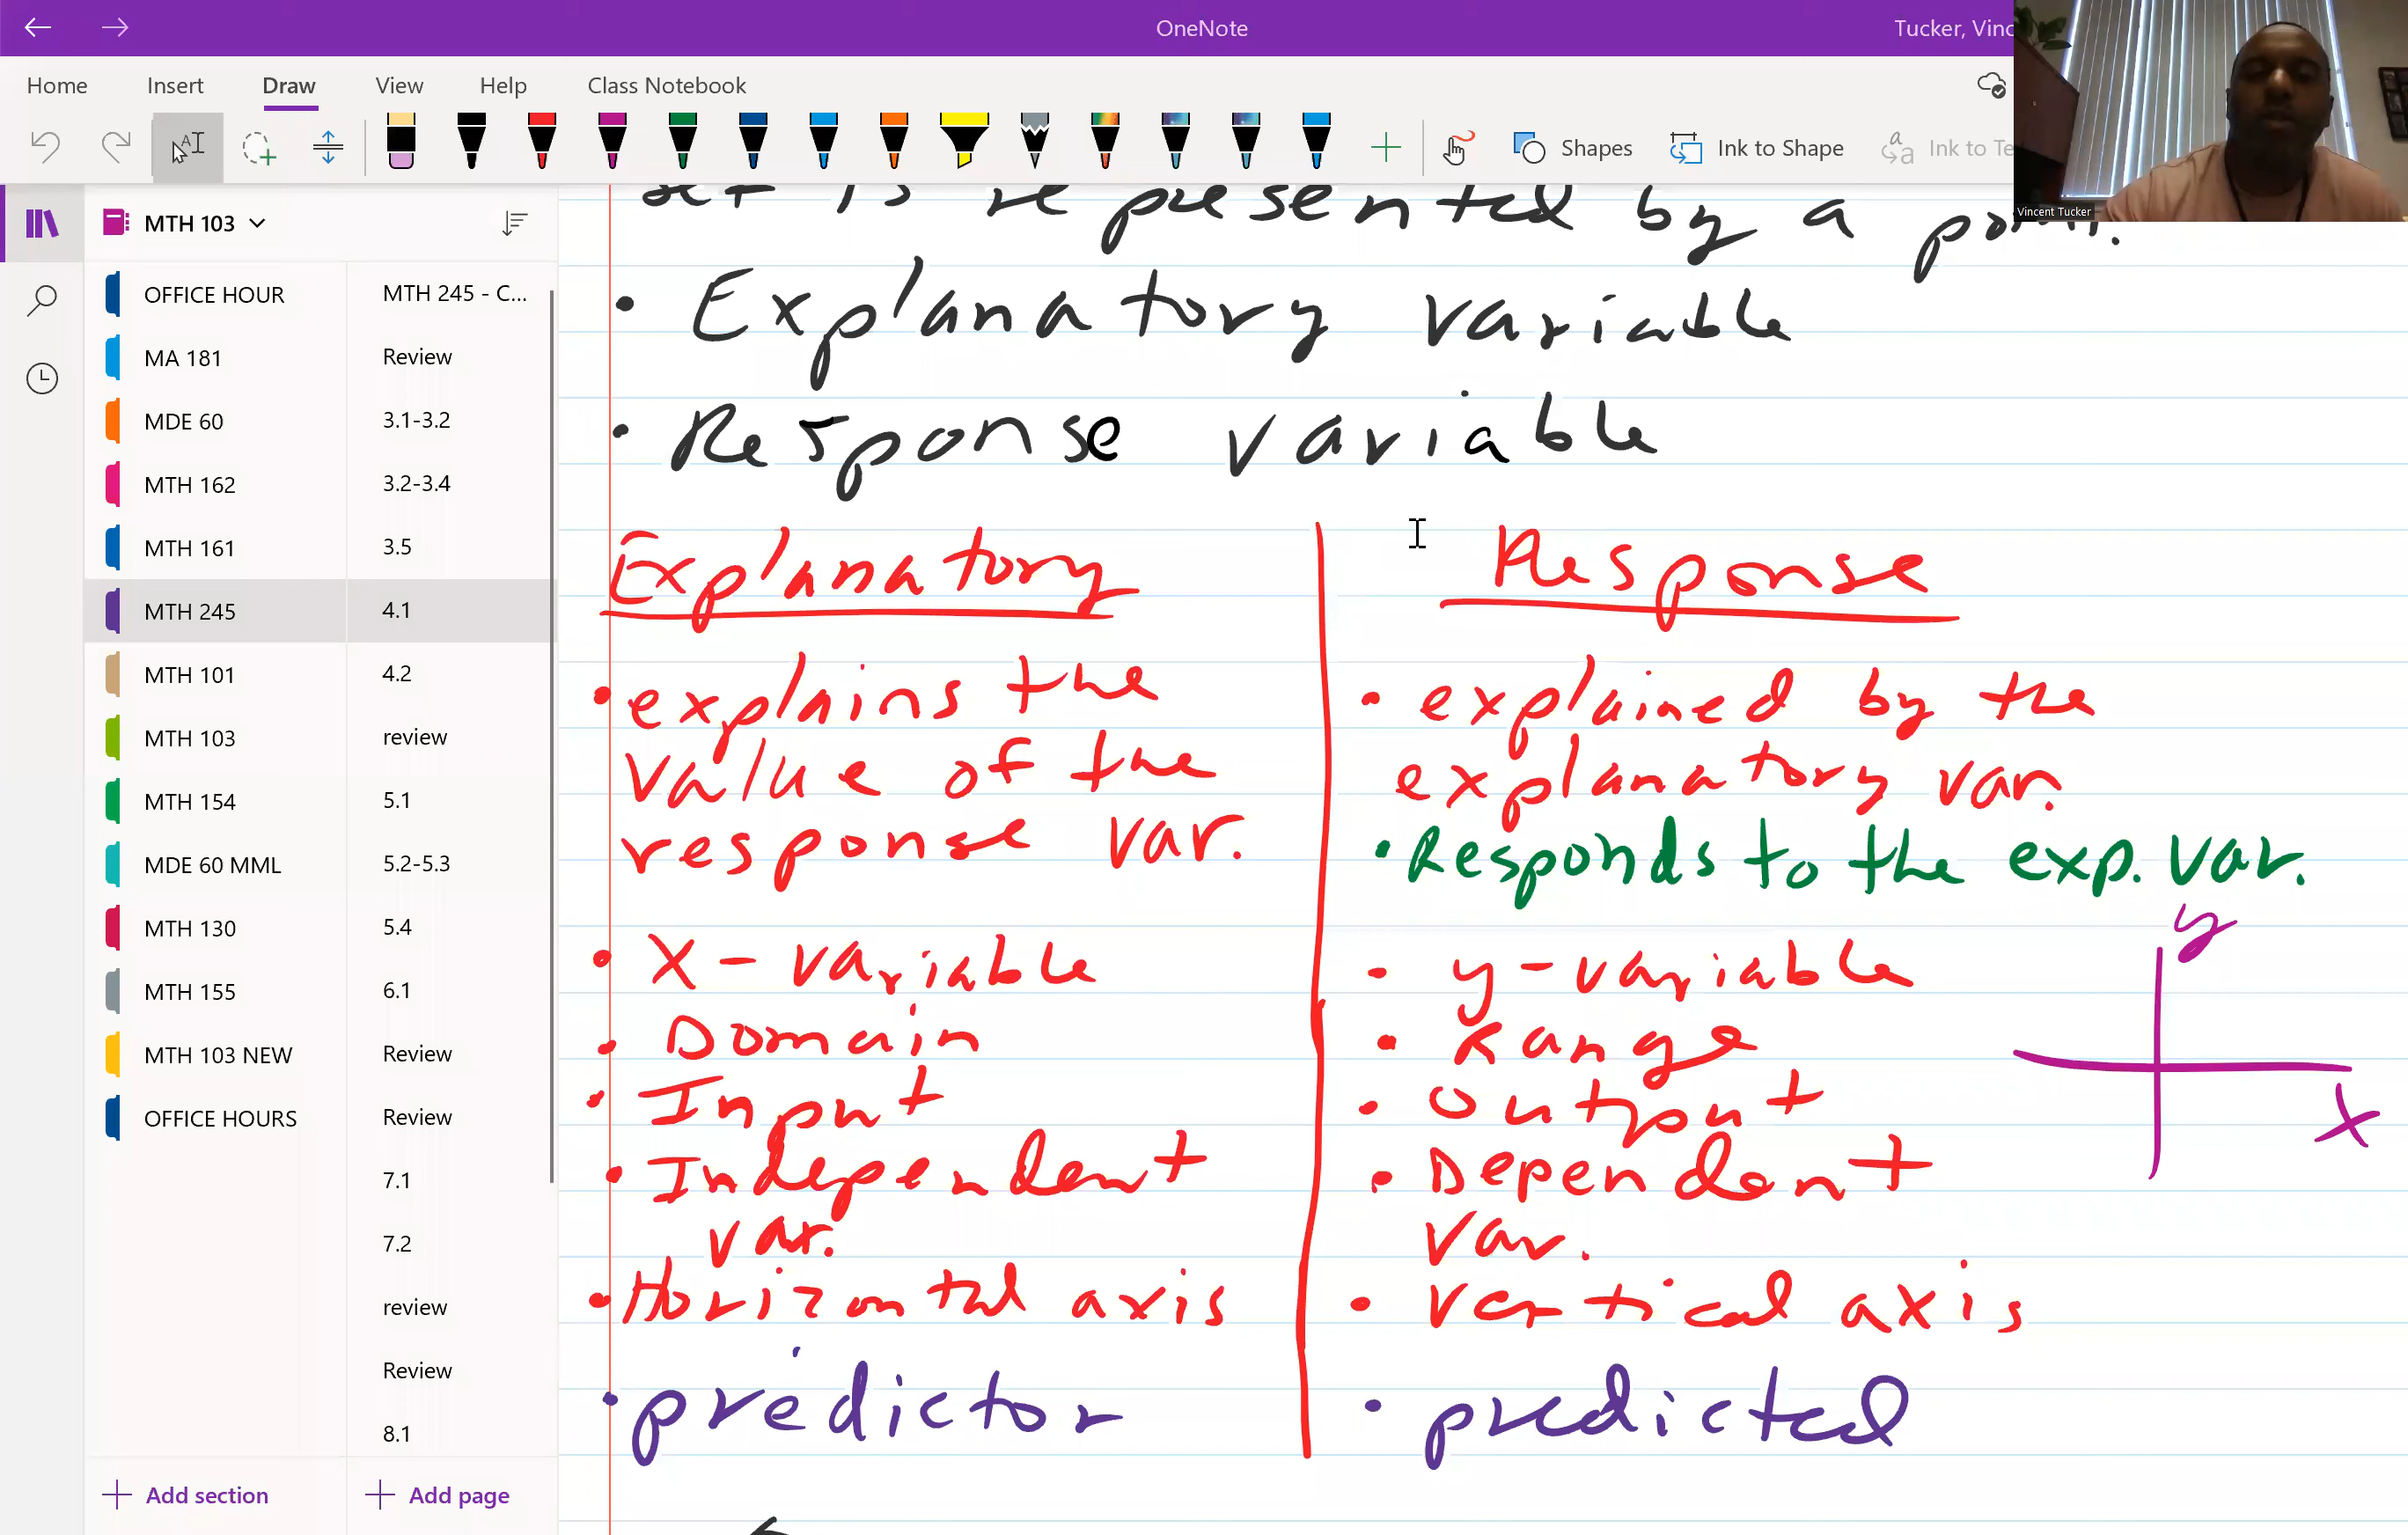 OneNote
Tucker, Vinc
Home Insert Draw View Help Class Notebook
Shapes Ink to Shape Ink to Te
Vincent Tucker
MTH 103
OFFICE HOUR
MA 181
MDE 60
MTH 162
MTH 161
MTH 245
MTH 101
MTH 103
MTH 154
MDE 60 MML
MTH 130
MTH 155
MTH 103 NEW
OFFICE HOURS
Add section
MTH 245 - C...
Review
3.1-3.2
3.2-3.4
3.5
4.1
4.2
review
5.1
5.2-5.3
5.4
6.1
Review
Review
7.1
7.2
review
Review
8.1
Add page
set is represented by a point.
• Explanatory variable
• Response variable
Explanatory
• explains the
value of the
response var.
• X - variable
• Domain
• Input
• Independent
var.
• Horizontal axis
• predictor
Response
• explained by the
explanatory var.
• Responds to the exp. var.
• y - variable
• Range
• Output
• Dependent
var.
• vertical axis
• predicted
y
x